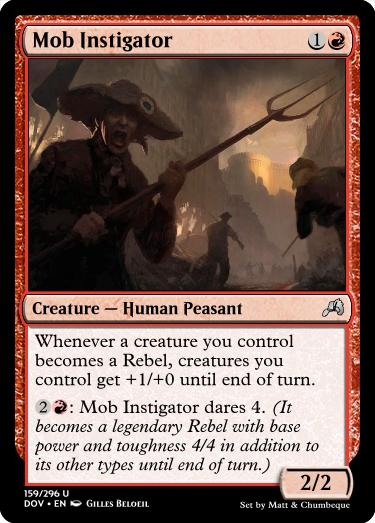 Mob Instigator 1
Creature — Human Peasant
Whenever a creature you control
becomes a Rebel, creatures you
control get +1/+0 until end of turn.
2: Mob Instigator dares 4. (It
becomes a legendary Rebel with base
power and toughness 4/4 in addition to
its other types until end of turn.)
2/2
159/296 U
DOV • EN GILLES BELOEIL
Set by Matt & Chumbeque